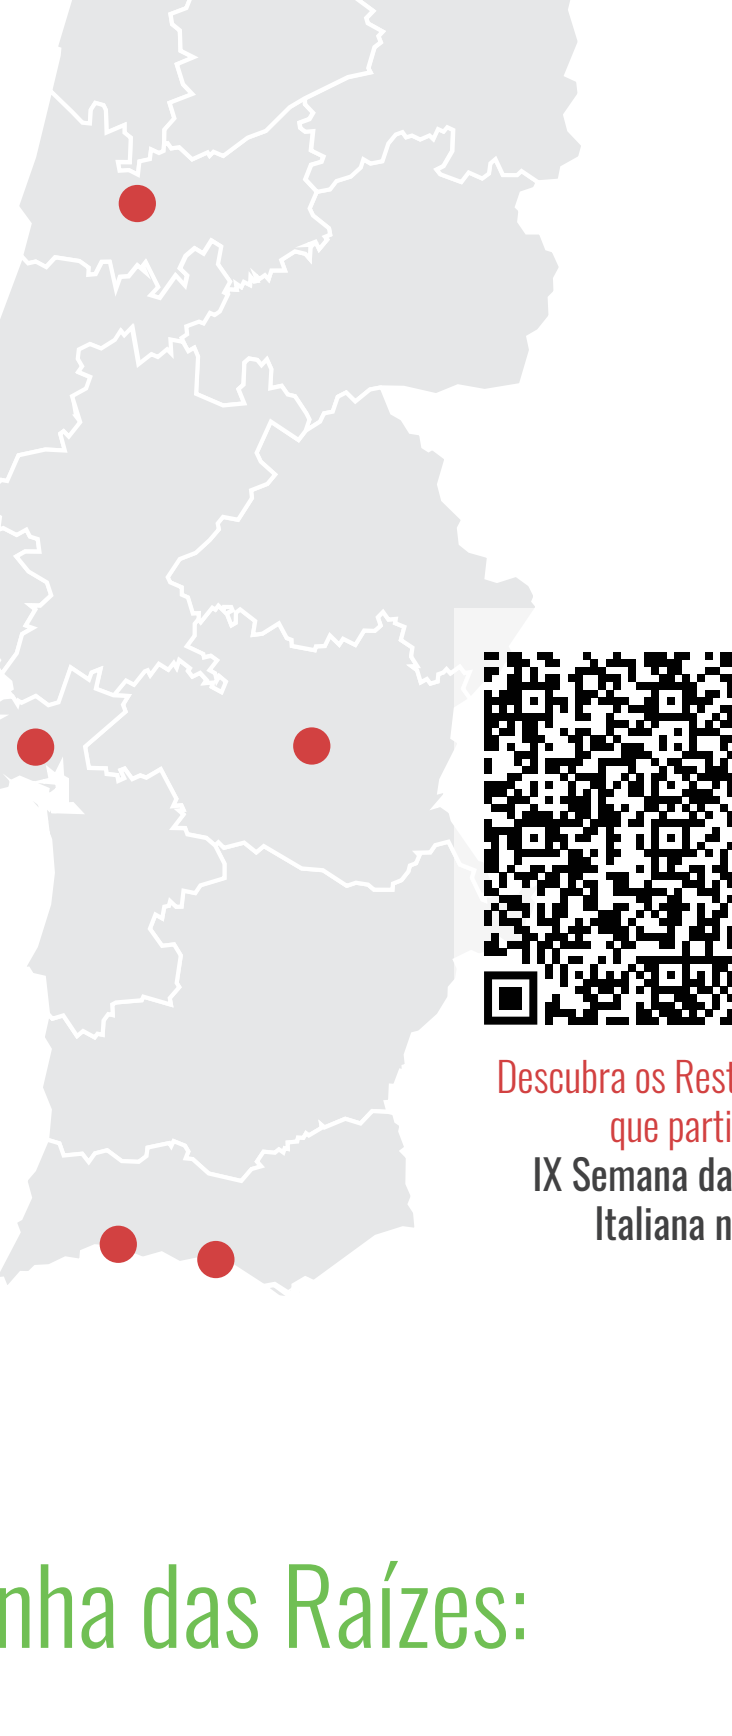 Descubra os Rest
que parti
IX Semana da
Italiana n
nha das Raízes: